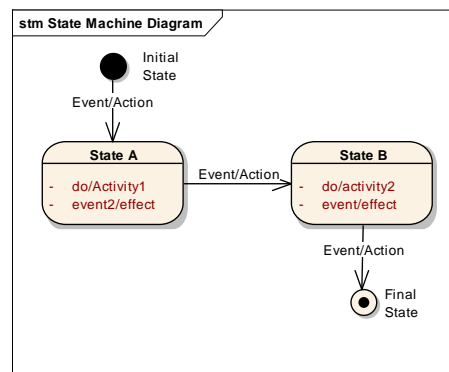 stm State Machine Diagram
Initial
State
Event/Action
State A
- do/Activity1
- event2/effect
Event/Action
State B
- do/activity2
- event/effect
Event/Action
Final
State